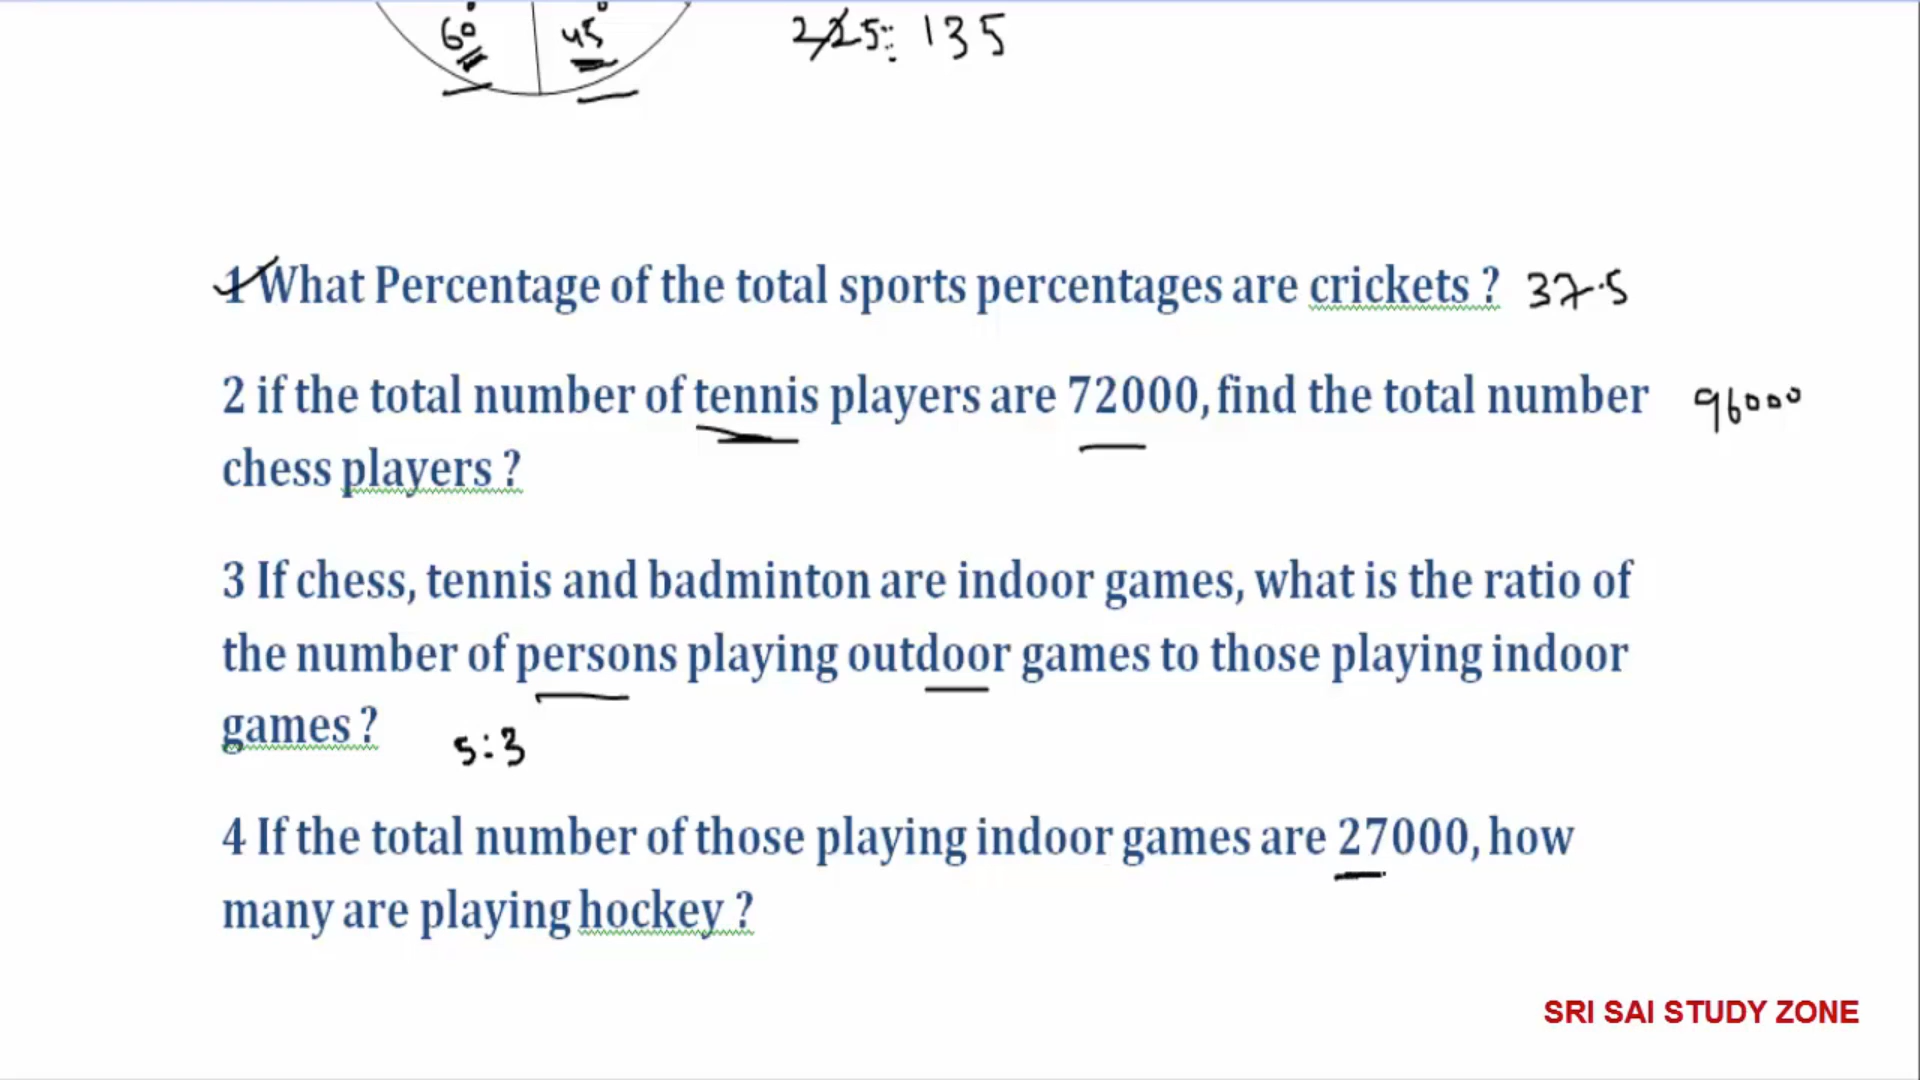 60°
45°
225: 135
1 What Percentage of the total sports percentages are crickets ? 37.5
2 if the total number of tennis players are 72000, find the total number 96000
chess players ?
3 If chess, tennis and badminton are indoor games, what is the ratio of
the number of persons playing outdoor games to those playing indoor
games ? 5:3
4 If the total number of those playing indoor games are 27000, how
many are playing hockey ?
SRI SAI STUDY ZONE